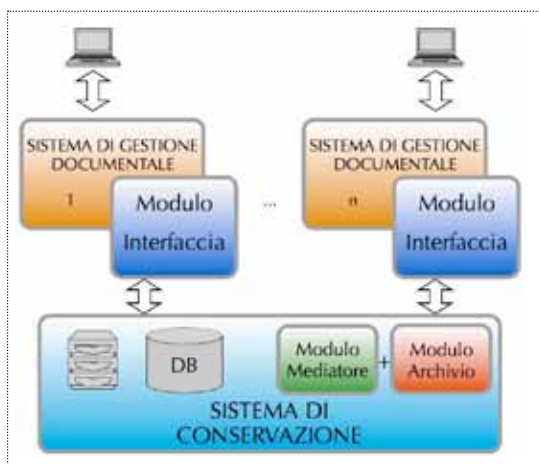 SISTEMA DI GESTIONE
DOCUMENTALE
1
Modulo
Interfaccia
...
SISTEMA DI GESTIONE
DOCUMENTALE
n
Modulo
Interfaccia
DB
Modulo
Mediatore
+
Modulo
Archivio
SISTEMA DI
CONSERVAZIONE